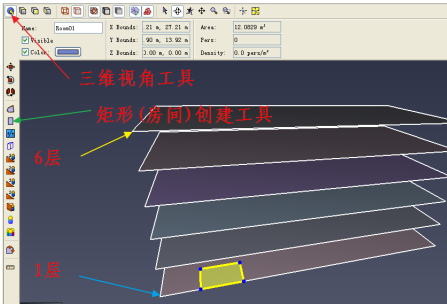 Name: Room01 X Bounds: 21 m, 27.21 m Area: 12.0829 m²
Visible Y Bounds: 90 m, 13.92 m Pers: 0
Color: Z Bounds: 0.00 m, 0.00 m Density: 0.0 pers/m²
三维视角工具
矩形(房间)创建工具
6层
1层